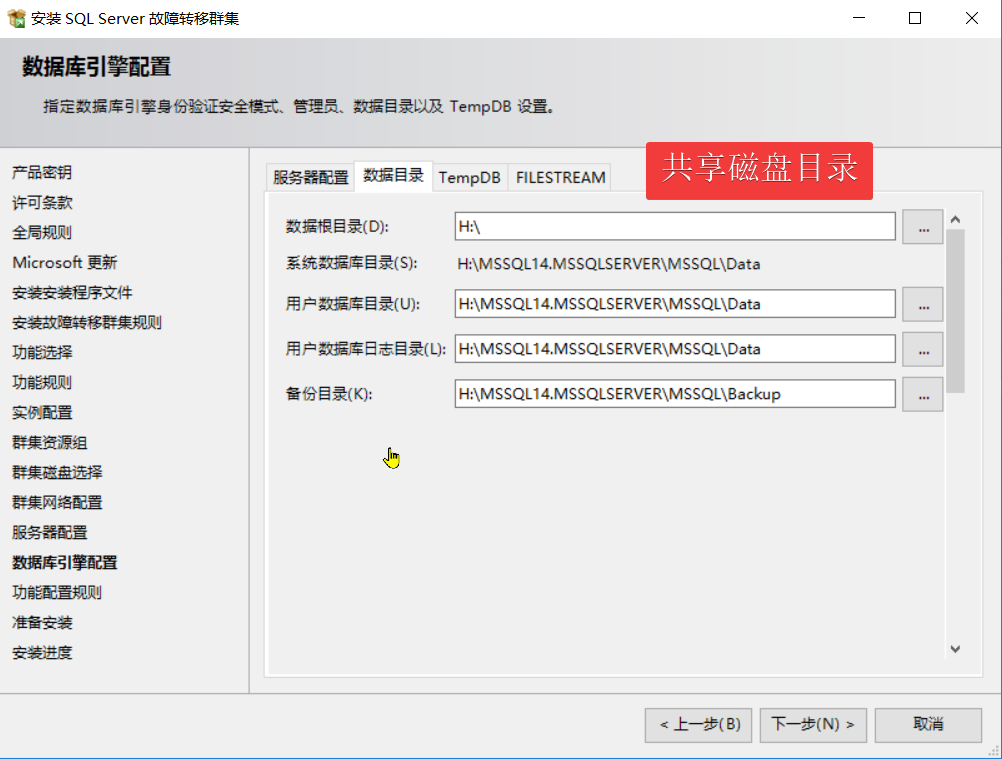 安装 SQL Server 故障转移群集
数据库引擎配置
指定数据库引擎身份验证安全模式、管理员、数据目录以及 TempDB 设置。
产品密钥
许可条款
全局规则
Microsoft 更新
安装安装程序文件
安装故障转移群集规则
功能选择
功能规则
实例配置
群集资源组
群集磁盘选择
群集网络配置
服务器配置
数据库引擎配置
功能配置规则
准备安装
安装进度
共享磁盘目录
服务器配置 数据目录 TempDB FILESTREAM
数据根目录(D): H:\ ...
系统数据库目录(S): H:\MSSQL14.MSSQLSERVER\MSSQL\Data
用户数据库目录(U): H:\MSSQL14.MSSQLSERVER\MSSQL\Data ...
用户数据库日志目录(L): H:\MSSQL14.MSSQLSERVER\MSSQL\Data ...
备份目录(K): H:\MSSQL14.MSSQLSERVER\MSSQL\Backup ...
< 上一步(B) 下一步(N) > 取消